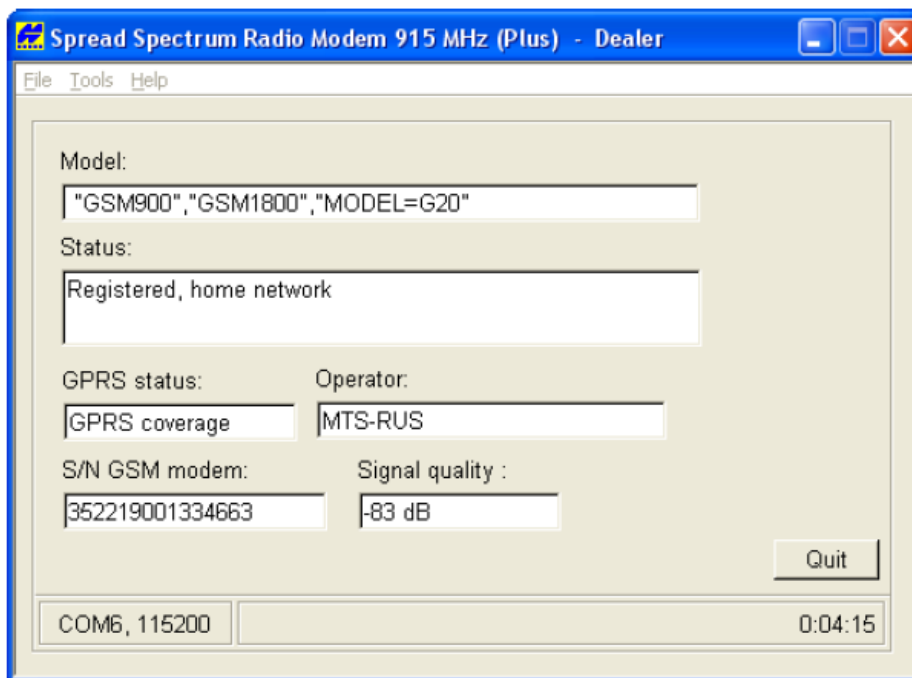 Spread Spectrum Radio Modem 915 MHz (Plus) - Dealer
File Tools Help
Model:
"GSM900","GSM1800","MODEL=G20"
Status:
Registered, home network
GPRS status: Operator:
GPRS coverage MTS-RUS
S/N GSM modem: Signal quality :
352219001334663 -83 dB
Quit
COM6, 115200 0:04:15